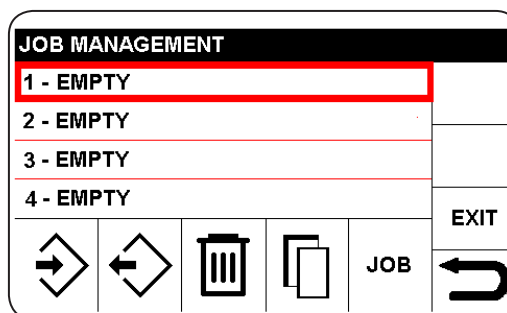 JOB MANAGEMENT
1 - EMPTY
2 - EMPTY
3 - EMPTY
4 - EMPTY
EXIT
JOB